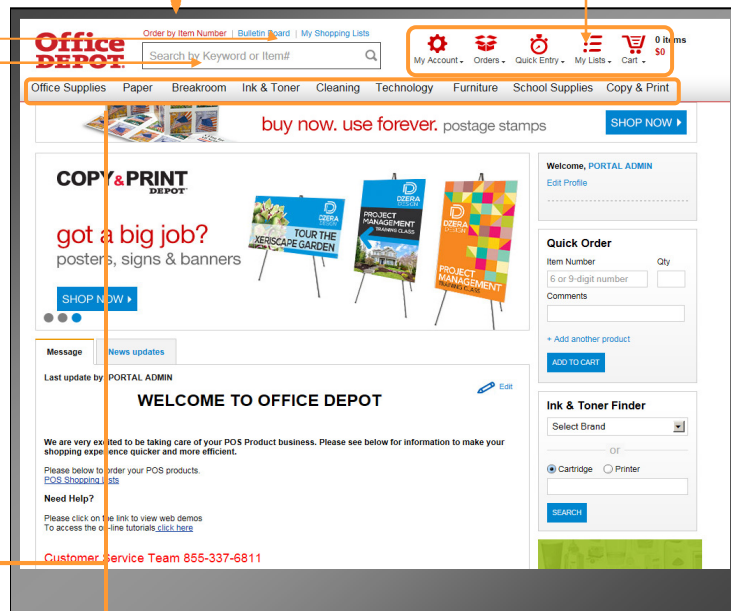 Office DEPOT.
Order by Item Number | Bulletin Board | My Shopping Lists
Search by Keyword or Item#
My Account Orders Quick Entry My Lists Cart
0 items
$0
Office Supplies Paper Breakroom Ink & Toner Cleaning Technology Furniture School Supplies Copy & Print
buy now. use forever. postage stamps
SHOP NOW
COPY & PRINT
DEPOT
got a big job?
posters, signs & banners
SHOP NOW
DZERA
DESIGN
TOUR THE
XERISCAPE GARDEN
DZERA
DESIGN
PROJECT
MANAGEMENT
TRAINING CLASS
DZERA
DESIGN
PROJECT
MANAGEMENT
TRAINING CLASS
Welcome, PORTAL ADMIN
Edit Profile
Quick Order
Item Number Qty
6 or 9-digit number
Comments
+ Add another product
ADD TO CART
Message News updates
Last update by PORTAL ADMIN
Edit
WELCOME TO OFFICE DEPOT
We are very excited to be taking care of your POS Product business. Please see below for information to make your
shopping experience quicker and more efficient.
Please below to order your POS products.
POS Shopping Lists
Need Help?
Please click on the link to view web demos
To access the on-line tutorials click here
Customer Service Team 855-337-6811
Ink & Toner Finder
Select Brand
or
Cartridge Printer
SEARCH